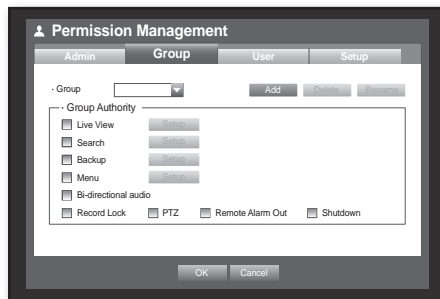 Permission Management
Admin Group User Setup
· Group Add Delete Rename
· Group Authority
Live View Setup
Search Setup
Backup Setup
Menu Setup
Bi-directional audio
Record Lock PTZ Remote Alarm Out Shutdown
OK Cancel